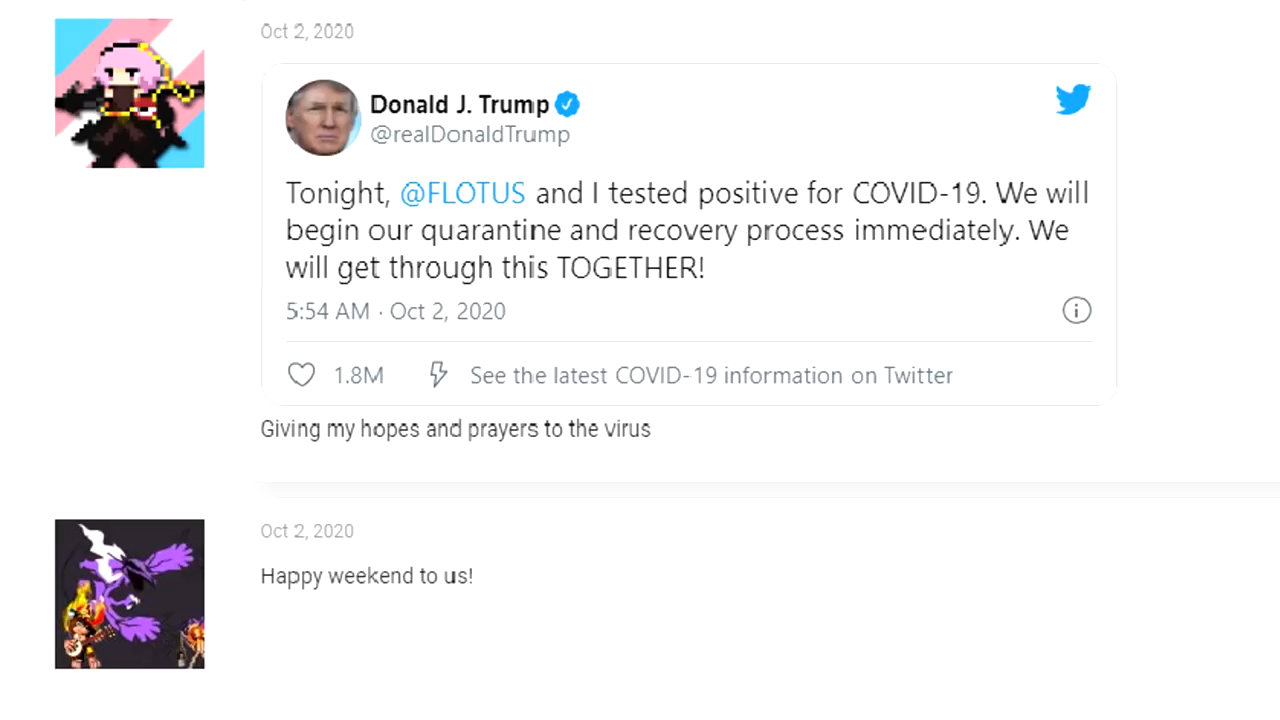 Oct 2, 2020
Donald J. Trump
@realDonaldTrump
Tonight, @FLOTUS and I tested positive for COVID-19. We will
begin our quarantine and recovery process immediately. We
will get through this TOGETHER!
5:54 AM · Oct 2, 2020
1.8M See the latest COVID-19 information on Twitter
Giving my hopes and prayers to the virus
Oct 2, 2020
Happy weekend to us!